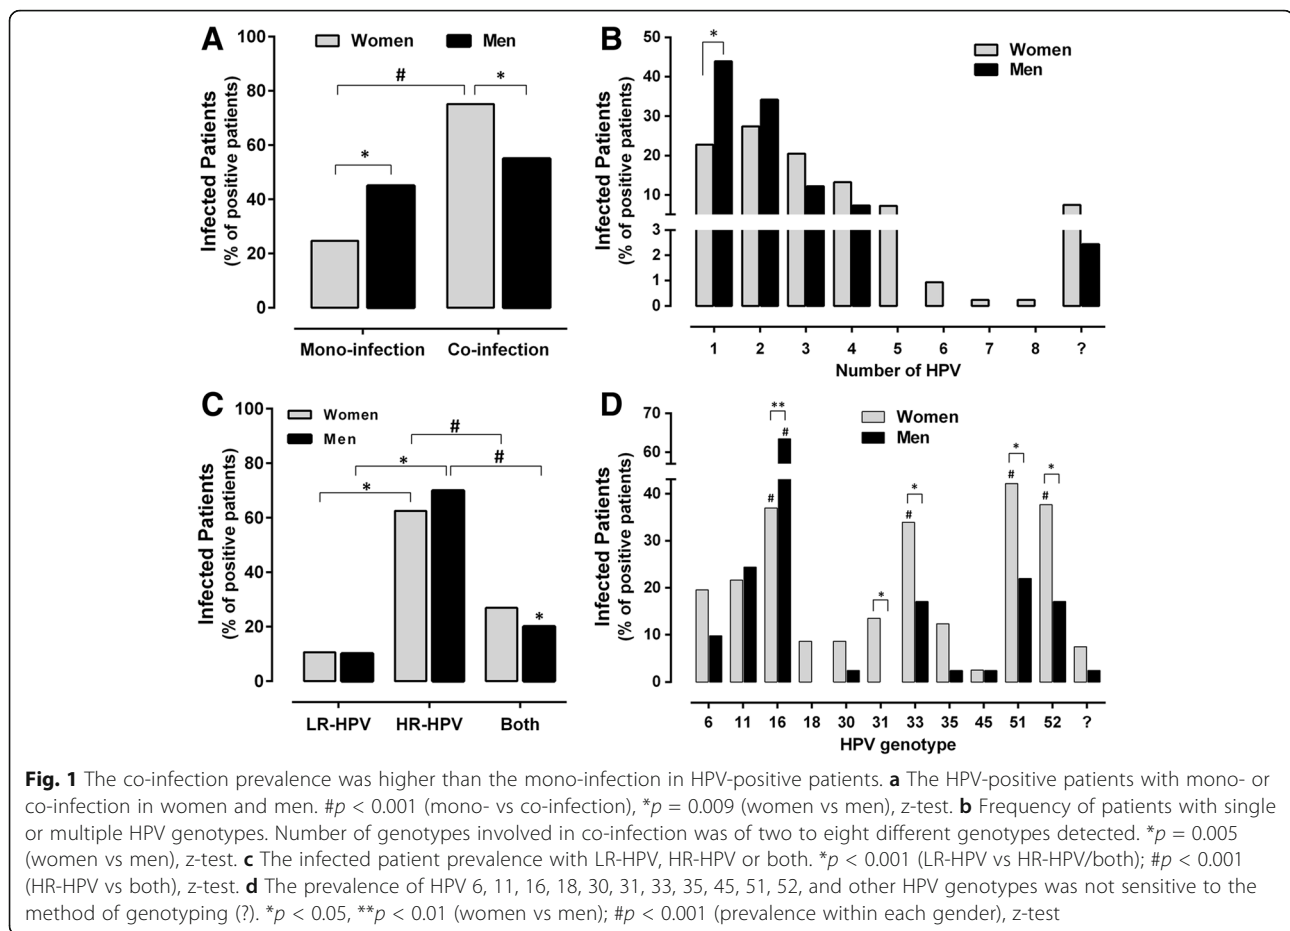 A
Women Men
Infected Patients
(% of positive patients)
100
80
60
40
20
0
#
*
*
Mono-infection Co-infection
B
Women
Men
Infected Patients
(% of positive patients)
50
40
30
20
10
3
2
1
0
*
1 2 3 4 5 6 7 8 ?
Number of HPV
C
Women
Men
Infected Patients
(% of positive patients)
100
80
60
40
20
0
#
* #
*
*
LR-HPV HR-HPV Both
D
Women
Men
Infected Patients
(% of positive patients)
70
60
40
30
20
10
0
**
#
#
*
*
#
*
#
*
#
6 11 16 18 30 31 33 35 45 51 52 ?
HPV genotype
Fig. 1 The co-infection prevalence was higher than the mono-infection in HPV-positive patients. a The HPV-positive patients with mono- or
co-infection in women and men. #p < 0.001 (mono- vs co-infection), *p = 0.009 (women vs men), z-test. b Frequency of patients with single
or multiple HPV genotypes. Number of genotypes involved in co-infection was of two to eight different genotypes detected. *p = 0.005
(women vs men), z-test. c The infected patient prevalence with LR-HPV, HR-HPV or both. *p < 0.001 (LR-HPV vs HR-HPV/both); #p < 0.001
(HR-HPV vs both), z-test. d The prevalence of HPV 6, 11, 16, 18, 30, 31, 33, 35, 45, 51, 52, and other HPV genotypes was not sensitive to the
method of genotyping (?). *p < 0.05, **p < 0.01 (women vs men); #p < 0.001 (prevalence within each gender), z-test